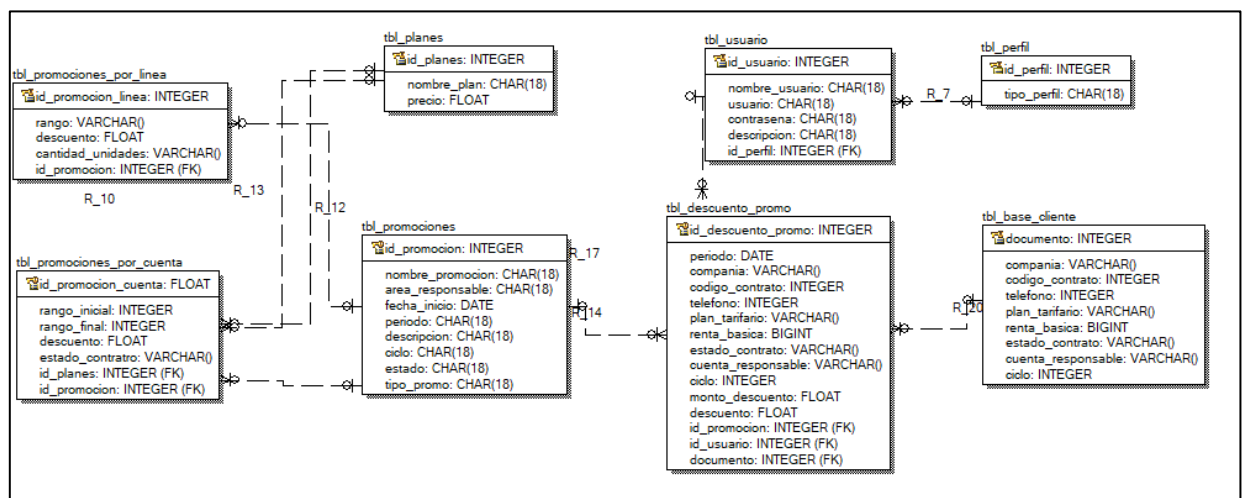 tbl_promociones_por_linea
id_promocion_linea: INTEGER
rango: VARCHAR()
descuento: FLOAT
cantidad_unidades: VARCHAR()
id_promocion: INTEGER (FK)
tbl_planes
id_planes: INTEGER
nombre_plan: CHAR(18)
precio: FLOAT
tbl_usuario
id_usuario: INTEGER
nombre_usuario: CHAR(18)
usuario: CHAR(18)
contrasena: CHAR(18)
descripcion: CHAR(18)
id_perfil: INTEGER (FK)
R_7
tbl_perfil
id_perfil: INTEGER
tipo_perfil: CHAR(18)
R_10
R_13
R_12
tbl_promociones_por_cuenta
id_promocion_cuenta: FLOAT
rango_inicial: INTEGER
rango_final: INTEGER
descuento: FLOAT
estado_contratro: VARCHAR()
id_planes: INTEGER (FK)
id_promocion: INTEGER (FK)
tbl_promociones
id_promocion: INTEGER
nombre_promocion: CHAR(18)
area_responsable: CHAR(18)
fecha_inicio: DATE
periodo: CHAR(18)
descripcion: CHAR(18)
ciclo: CHAR(18)
estado: CHAR(18)
tipo_promo: CHAR(18)
R_17
R_14
tbl_descuento_promo
id_descuento_promo: INTEGER
periodo: DATE
compania: VARCHAR()
codigo_contrato: INTEGER
telefono: INTEGER
plan_tarifario: VARCHAR()
renta_basica: BIGINT
estado_contrato: VARCHAR()
cuenta_responsable: VARCHAR()
ciclo: INTEGER
monto_descuento: FLOAT
descuento: FLOAT
id_promocion: INTEGER (FK)
id_usuario: INTEGER (FK)
documento: INTEGER (FK)
R_20
tbl_base_cliente
documento: INTEGER
compania: VARCHAR()
codigo_contrato: INTEGER
telefono: INTEGER
plan_tarifario: VARCHAR()
renta_basica: BIGINT
estado_contrato: VARCHAR()
cuenta_responsable: VARCHAR()
ciclo: INTEGER